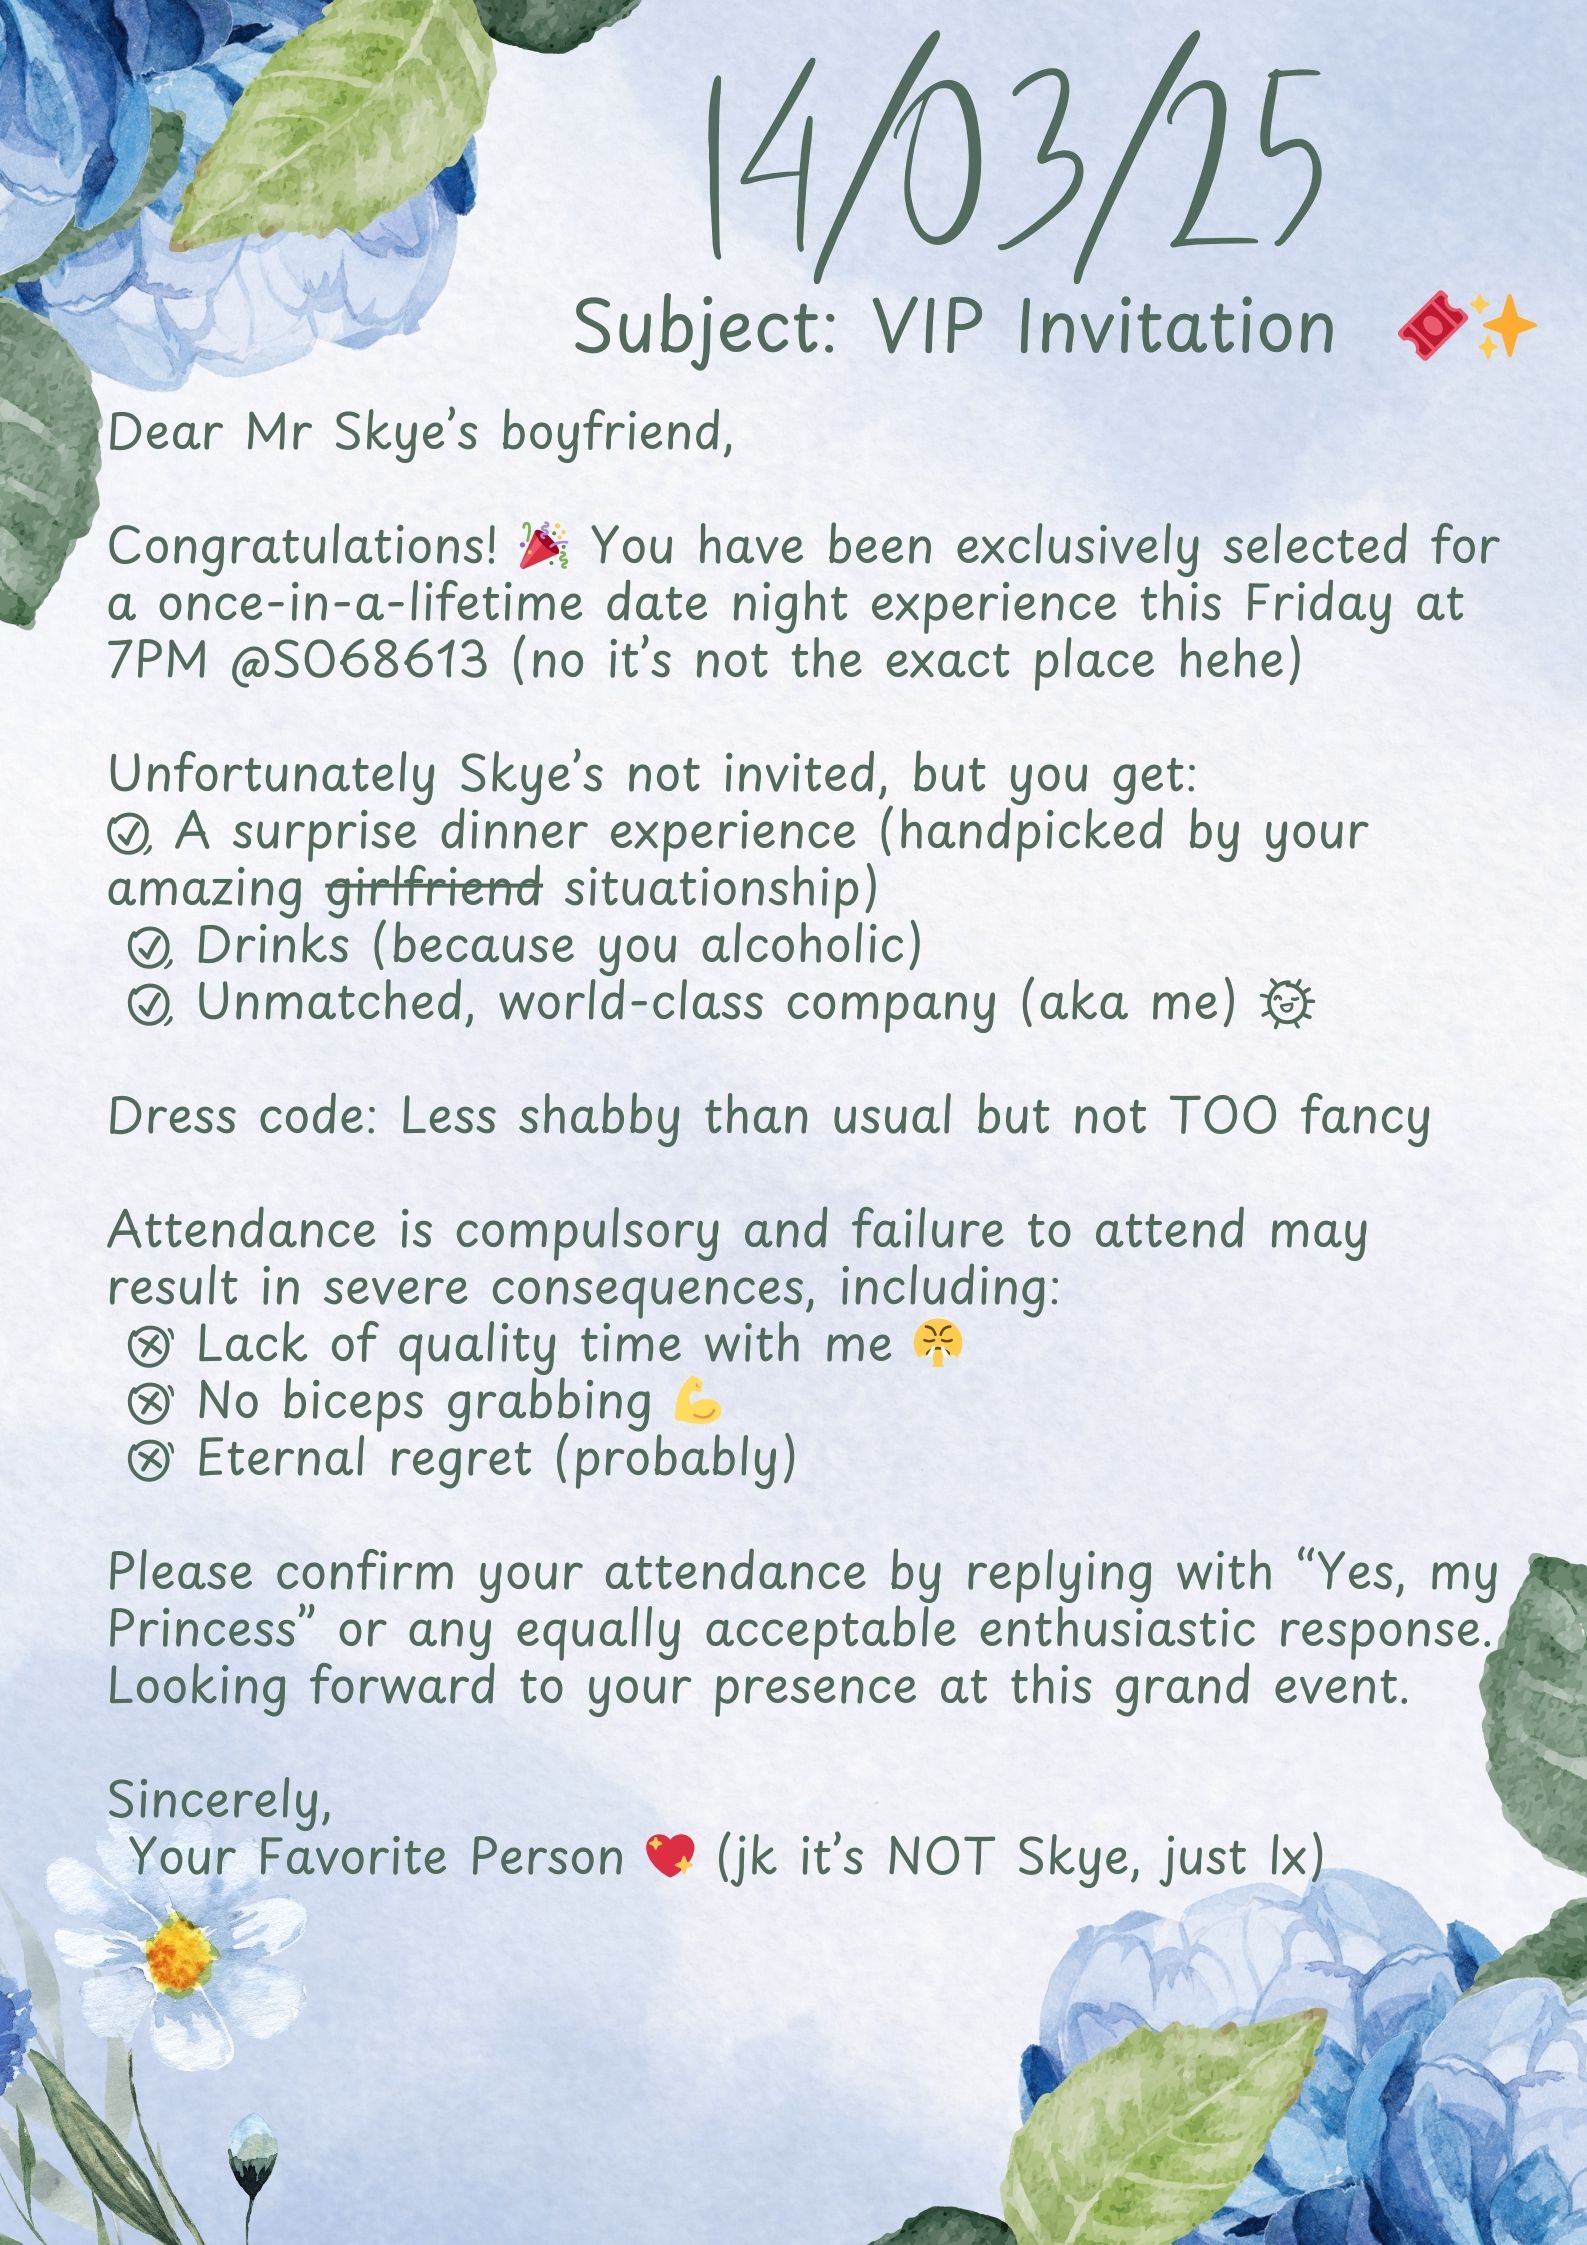 14/03/25
Subject: VIP Invitation 🎟️✨
Dear Mr Skye’s boyfriend,
Congratulations! 🎉 You have been exclusively selected for
a once-in-a-lifetime date night experience this Friday at
7PM @S068613 (no it’s not the exact place hehe)
Unfortunately Skye’s not invited, but you get:
A surprise dinner experience (handpicked by your
amazing girlfriend situationship)
Drinks (because you alcoholic)
Unmatched, world-class company (aka me)
Dress code: Less shabby than usual but not TOO fancy
Attendance is compulsory and failure to attend may
result in severe consequences, including:
Lack of quality time with me 😤
No biceps grabbing 💪
Eternal regret (probably)
Please confirm your attendance by replying with “Yes, my
Princess” or any equally acceptable enthusiastic response.
Looking forward to your presence at this grand event.
Sincerely,
Your Favorite Person 💖 (jk it’s NOT Skye, just lx)